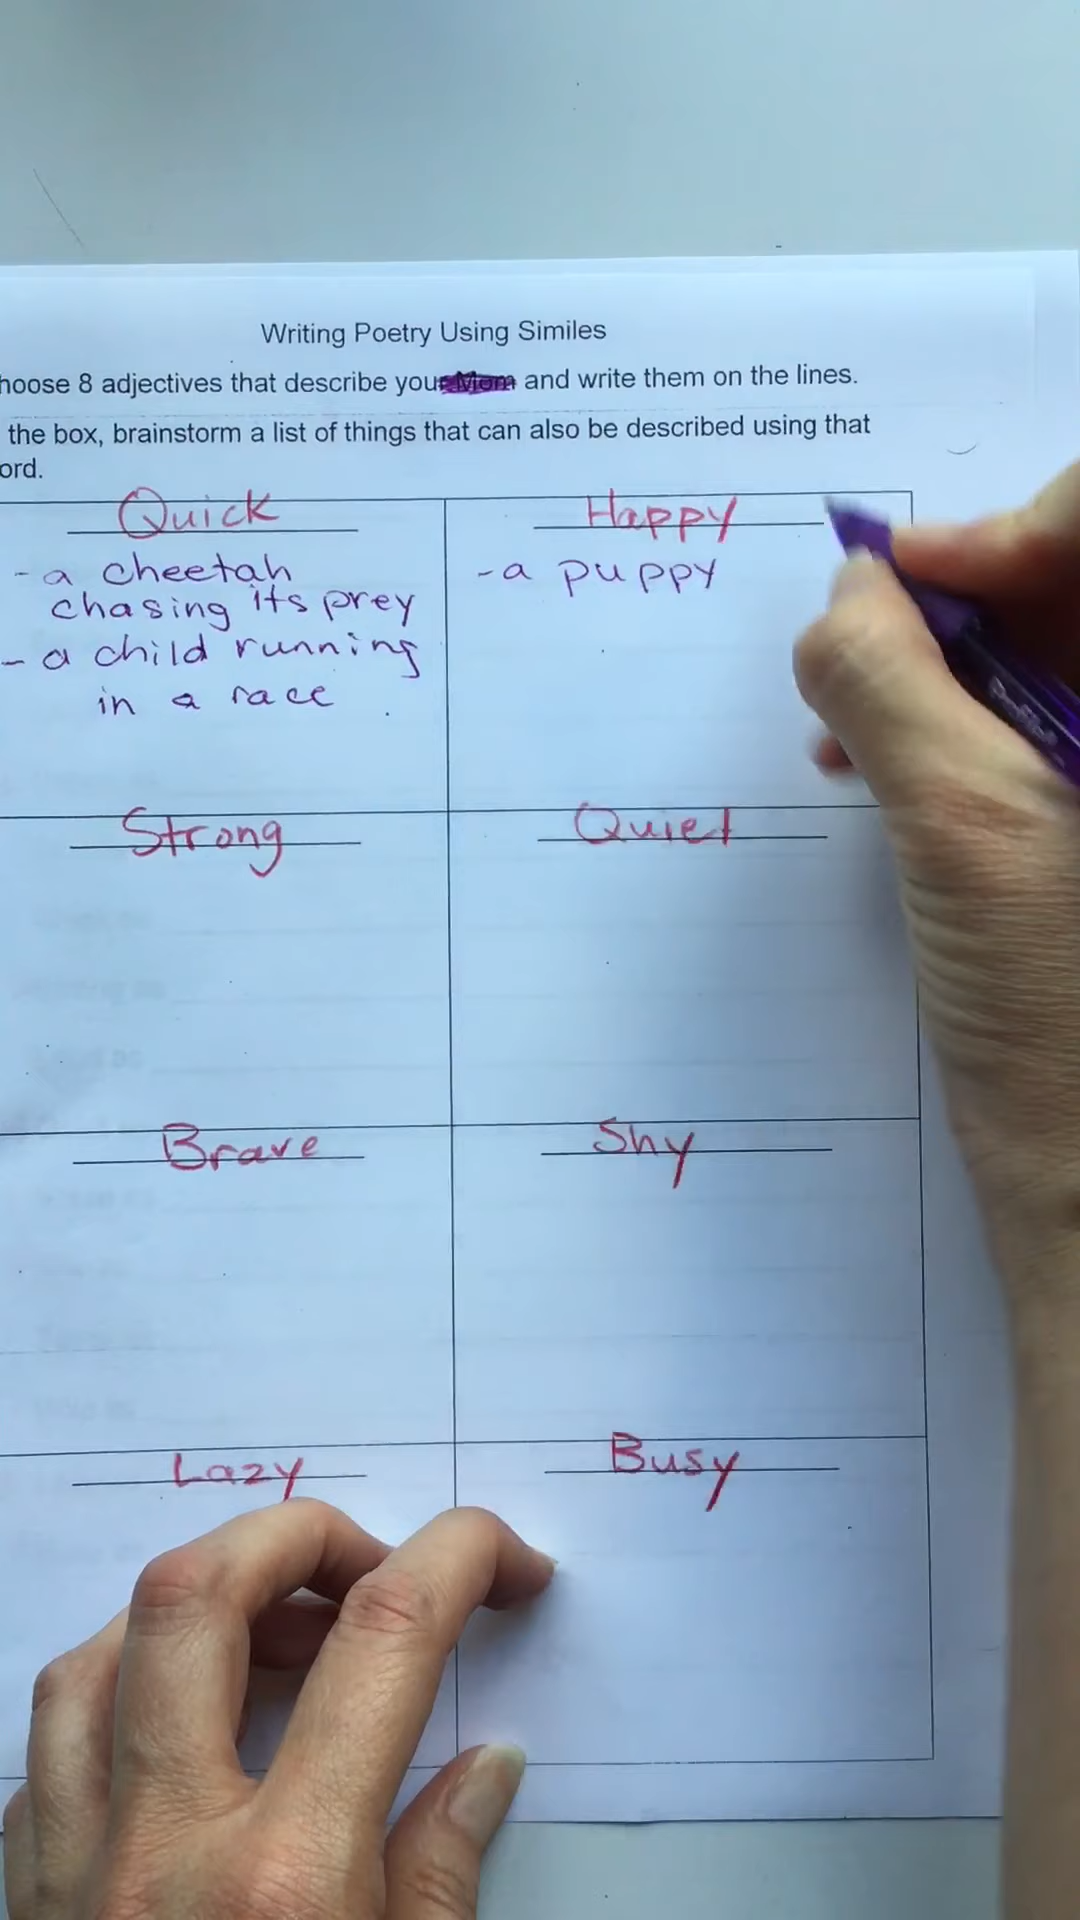 Writing Poetry Using Similes
hoose 8 adjectives that describe your Mom and write them on the lines.
the box, brainstorm a list of things that can also be described using that
ord.
Quick
- a cheetah
chasing its prey
- a child running
in a race
Happy
- a puppy
Strong
Quiet
Brave
Shy
Lazy
Busy